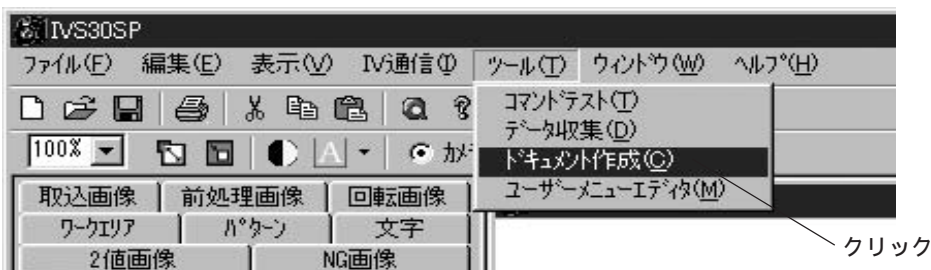 IVS30SP
ファイル(F) 編集(E) 表示(V) IV通信(I) ツール(T) ウィンドウ(W) ヘルプ(H)
コマンドテスト(T)
データ収集(D)
ドキュメント作成(C)
ユーザーメニューエディタ(M)
100%
A
取込画像 前処理画像 回転画像
ワークエリア パターン 文字
2値画像 NG画像
クリック